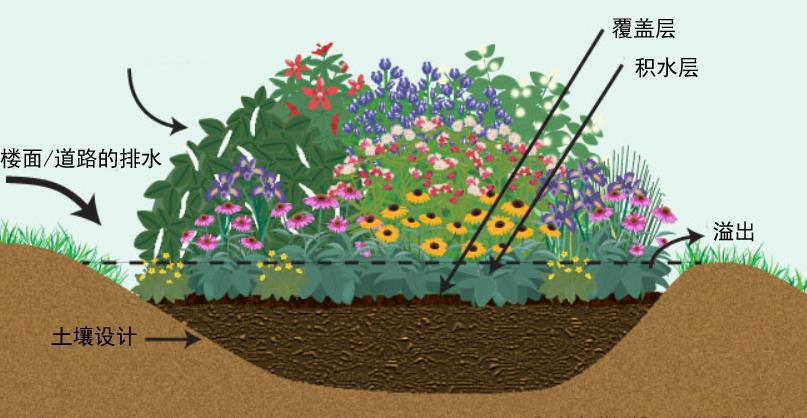 覆盖层
积水层
楼面/道路的排水
溢出
土壤设计